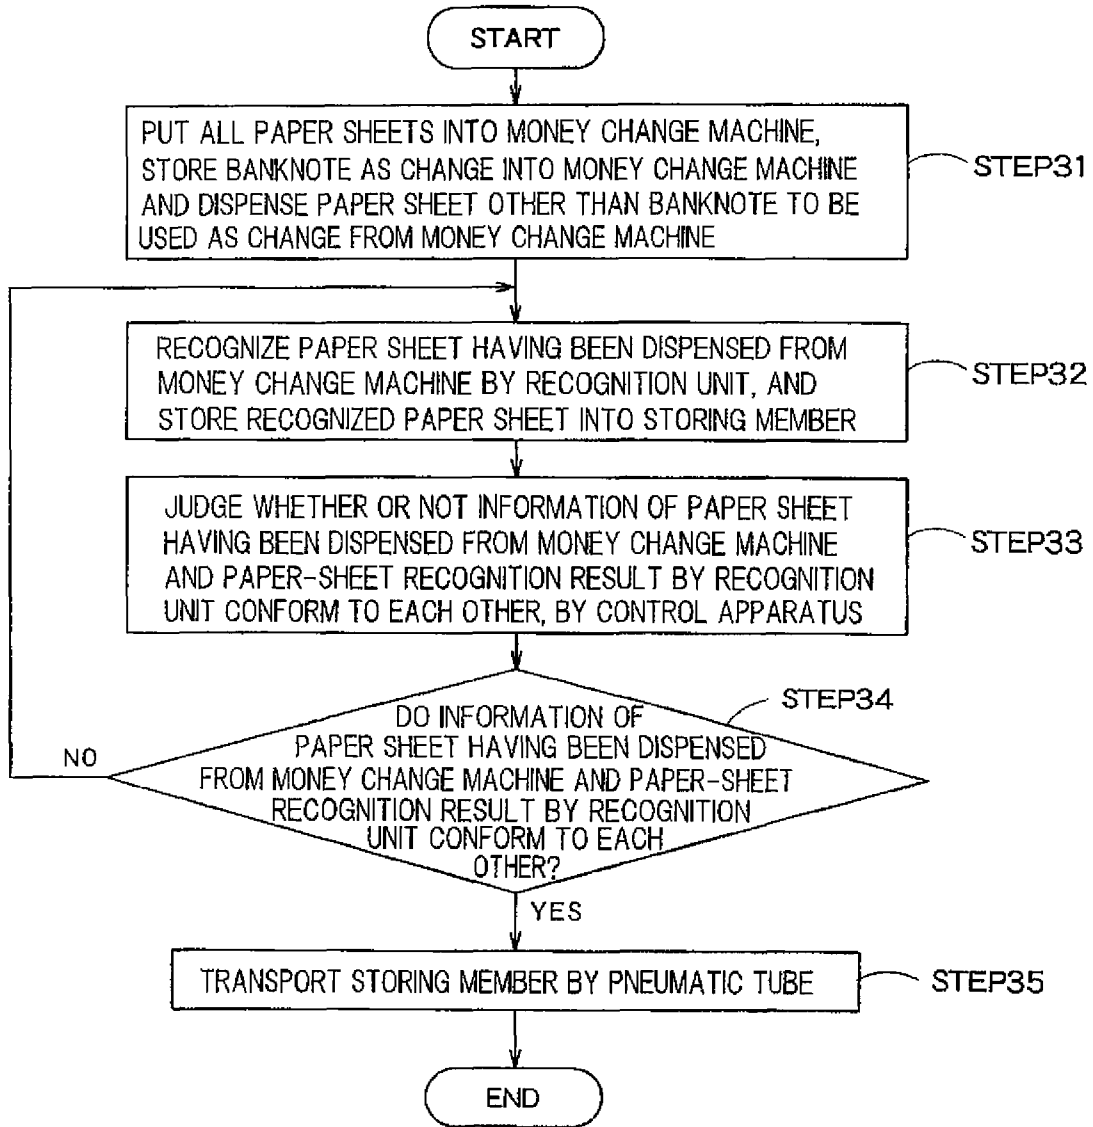 START
PUT ALL PAPER SHEETS INTO MONEY CHANGE MACHINE,
STORE BANKNOTE AS CHANGE INTO MONEY CHANGE MACHINE
AND DISPENSE PAPER SHEET OTHER THAN BANKNOTE TO BE
USED AS CHANGE FROM MONEY CHANGE MACHINE
STEP31
RECOGNIZE PAPER SHEET HAVING BEEN DISPENSED FROM
MONEY CHANGE MACHINE BY RECOGNITION UNIT, AND
STORE RECOGNIZED PAPER SHEET INTO STORING MEMBER
STEP32
JUDGE WHETHER OR NOT INFORMATION OF PAPER SHEET
HAVING BEEN DISPENSED FROM MONEY CHANGE MACHINE
AND PAPER-SHEET RECOGNITION RESULT BY RECOGNITION
UNIT CONFORM TO EACH OTHER, BY CONTROL APPARATUS
STEP33
STEP34
DO INFORMATION OF
PAPER SHEET HAVING BEEN DISPENSED
FROM MONEY CHANGE MACHINE AND PAPER-SHEET
RECOGNITION RESULT BY RECOGNITION
UNIT CONFORM TO EACH
OTHER?
NO
YES
TRANSPORT STORING MEMBER BY PNEUMATIC TUBE
STEP35
END